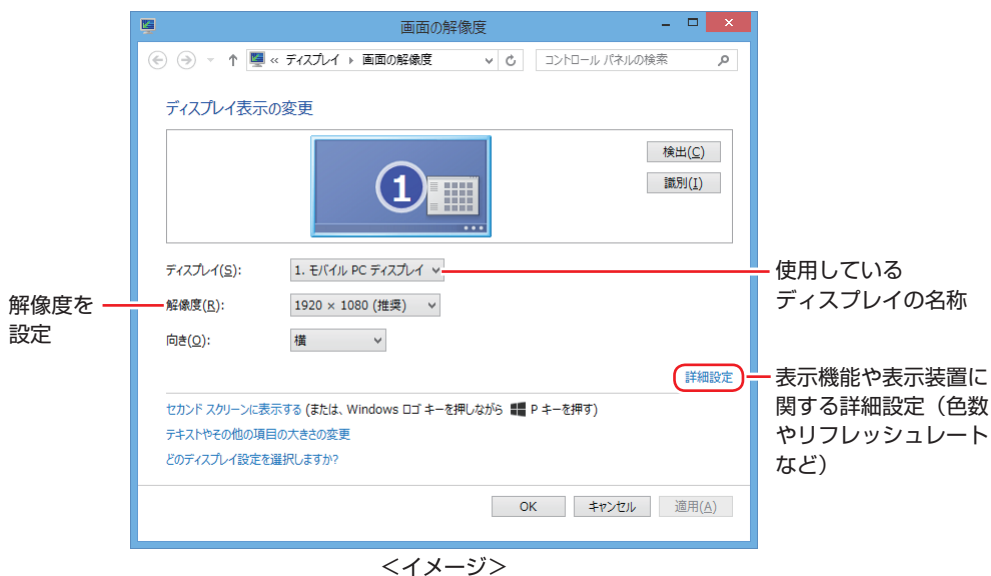 画面の解像度
« ディスプレイ ▸ 画面の解像度
コントロール パネルの検索
ディスプレイ表示の変更
1
検出(C)
識別(I)
ディスプレイ(S):
1. モバイル PC ディスプレイ
使用している
ディスプレイの名称
解像度を
設定
解像度(R):
1920 × 1080 (推奨)
向き(O):
横
詳細設定
表示機能や表示装置に
関する詳細設定（色数
やリフレッシュレート
など）
セカンド スクリーンに表示する (または、Windows ロゴ キーを押しながら P キーを押す)
テキストやその他の項目の大きさの変更
どのディスプレイ設定を選択しますか?
OK
キャンセル
適用(A)
＜イメージ＞